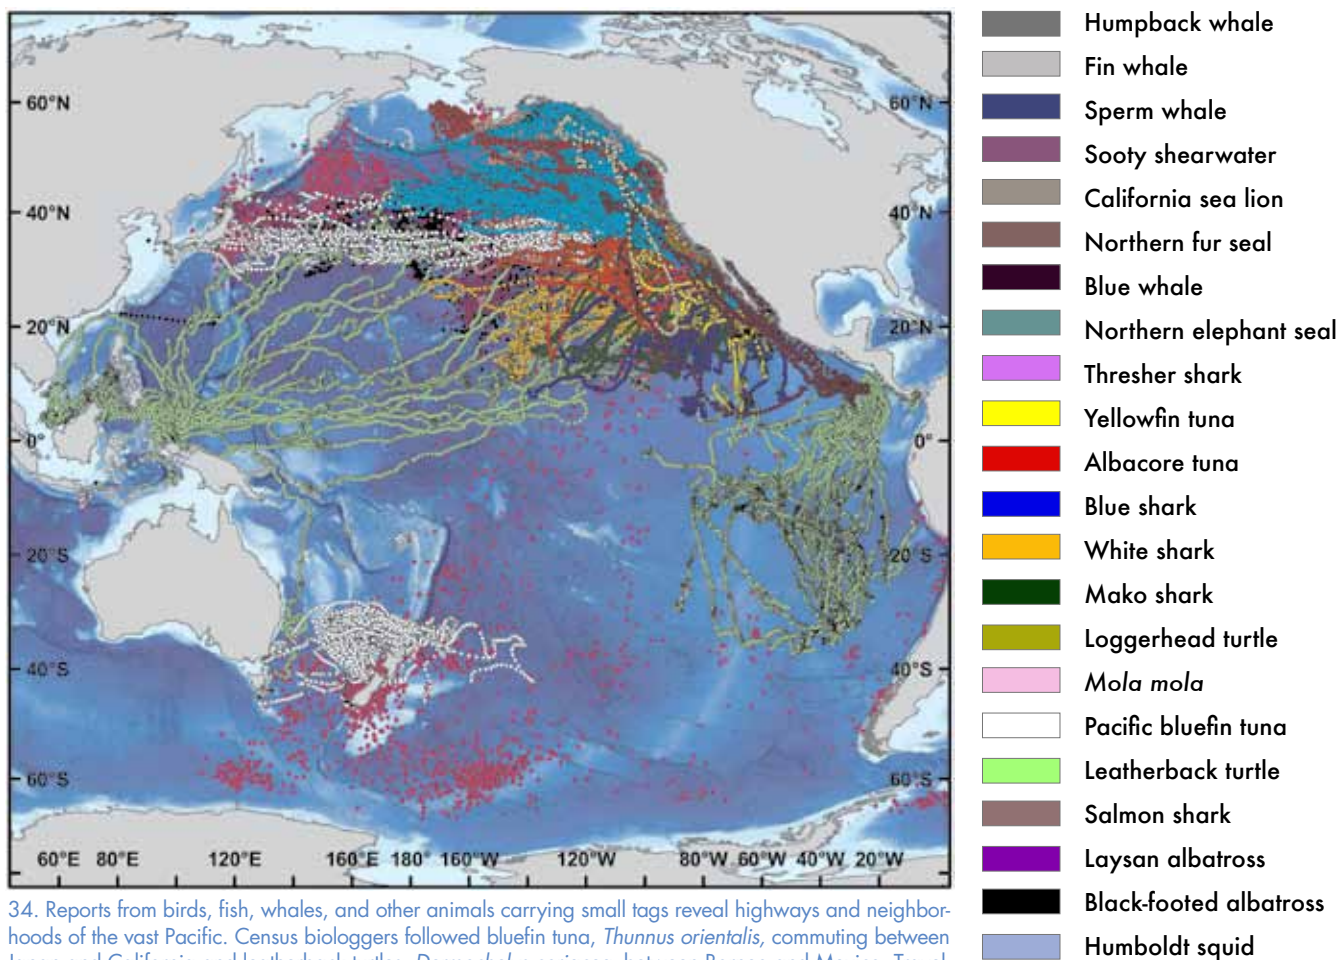 Humpback whale
Fin whale
Sperm whale
Sooty shearwater
California sea lion
Northern fur seal
Blue whale
Northern elephant seal
Thresher shark
Yellowfin tuna
Albacore tuna
Blue shark
White shark
Mako shark
Loggerhead turtle
Mola mola
Pacific bluefin tuna
Leatherback turtle
Salmon shark
Laysan albatross
Black-footed albatross
Humboldt squid
60°N 60°N
40°N 40°N
20°N 20°N
0° 0°
20°S 20°S
40°S 40°S
60°S 60°S
60°E 80°E 120°E 160°E 180 160°W 120°W 80°W 60°W 40°W 20°W
34. Reports from birds, fish, whales, and other animals carrying small tags reveal highways and neighbor-
hoods of the vast Pacific. Census biologgers followed bluefin tuna, Thunnus orientalis, commuting between